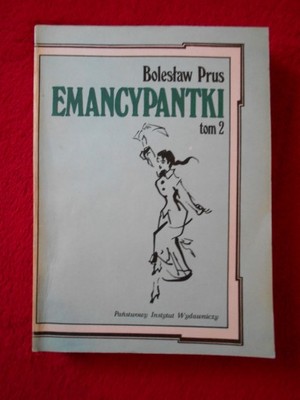 Bolesław Prus
EMANCYPANTKI
tom 2
Państwowy Instytut Wydawniczy